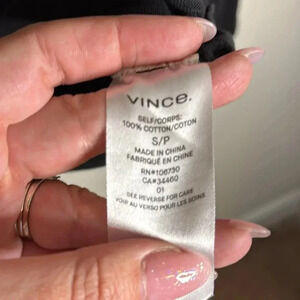 VINCE.
SELF/CORPS:
100% COTTON/COTON
S/P
MADE IN CHINA
FABRIQUÉ EN CHINE
RN#106730
CA#34460
01
SEE REVERSE FOR CARE
VOIR AU VERSO POUR LES SOINS